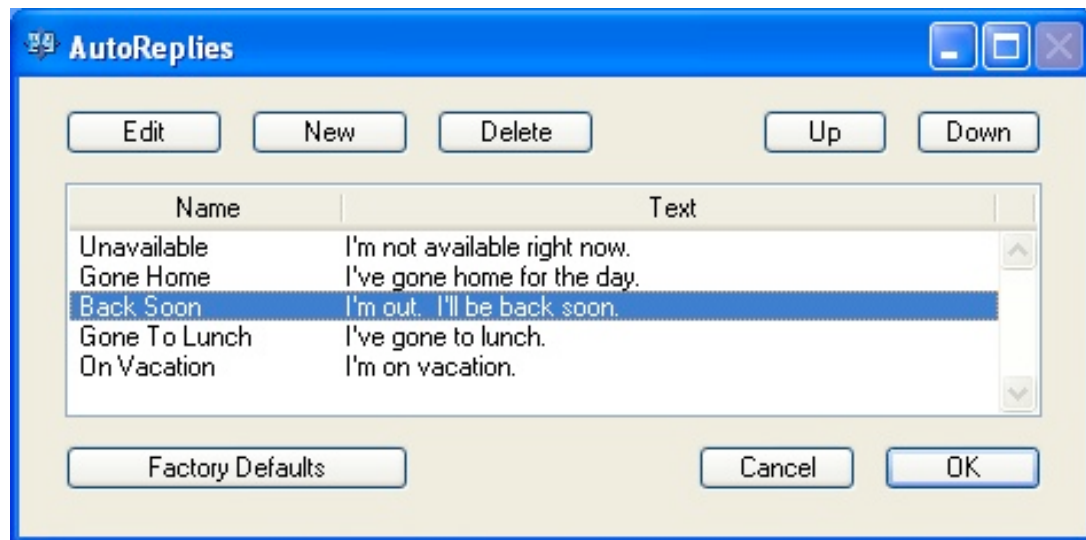 AutoReplies
Edit New Delete Up Down
Name Text
Unavailable I'm not available right now.
Gone Home I've gone home for the day.
Back Soon I'm out.  I'll be back soon.
Gone To Lunch I've gone to lunch.
On Vacation I'm on vacation.
Factory Defaults Cancel OK